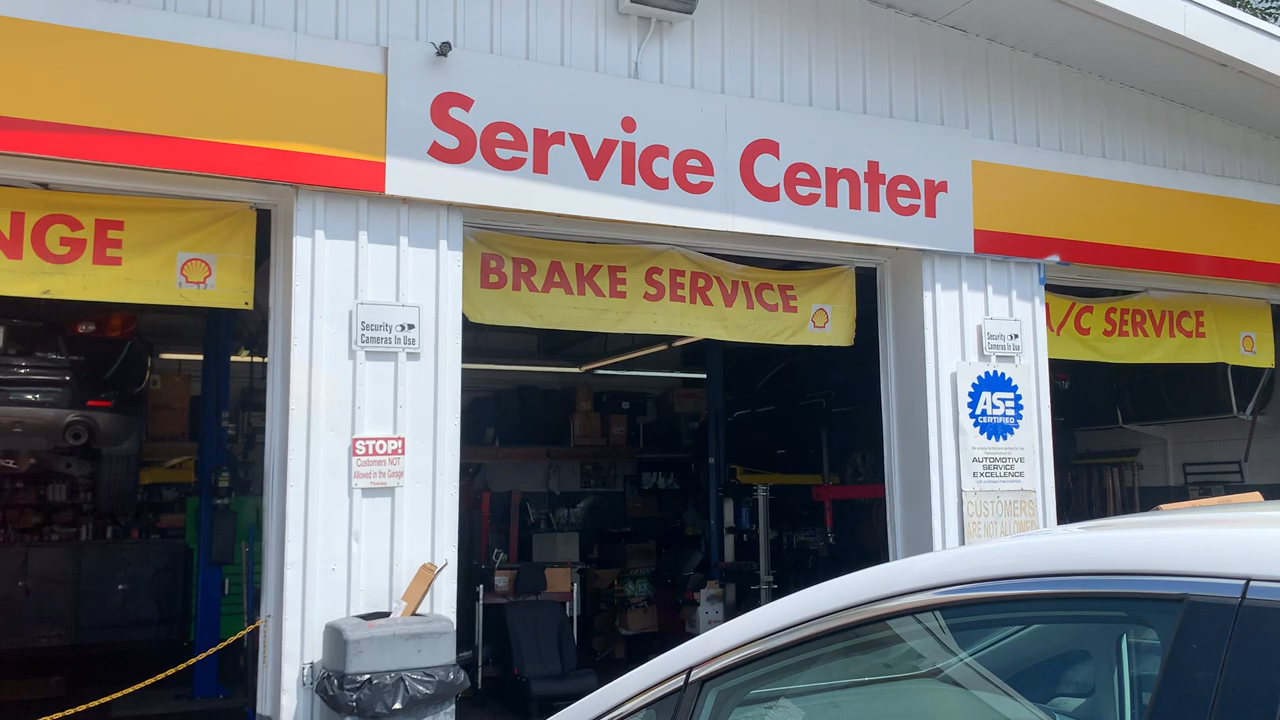 Service Center
NGE
BRAKE SERVICE
A/C SERVICE
Security
Cameras In Use
Security
Cameras In Use
STOP!
Customers NOT
Allowed in the Garage
ASE
CERTIFIED
AUTOMOTIVE
SERVICE
EXCELLENCE
CUSTOMERS
ARE NOT ALLOWED